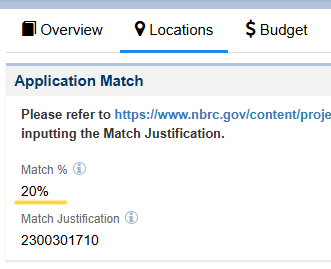 Overview Locations $ Budget
Application Match
Please refer to https://www.nbrc.gov/content/proje
inputting the Match Justification.
Match %
20%
Match Justification
2300301710